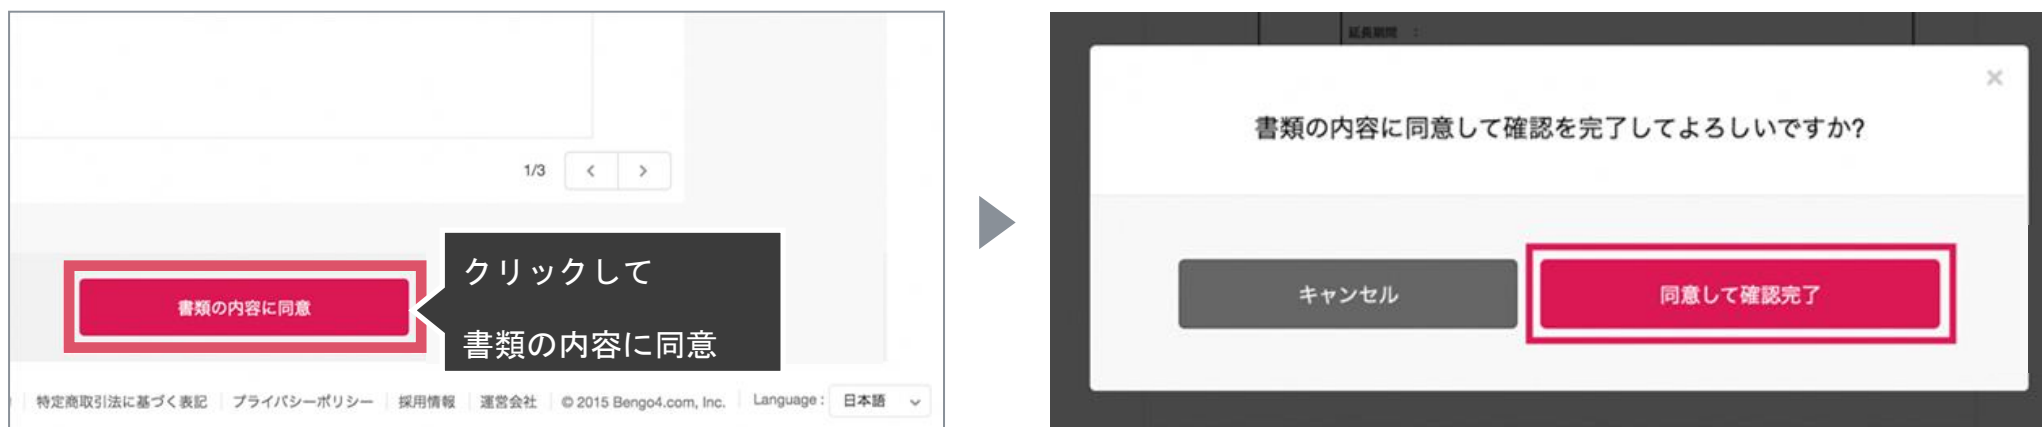 1/3
クリックして
書類の内容に同意
書類の内容に同意
特定商取引法に基づく表記 プライバシーポリシー 採用情報 運営会社 © 2015 Bengo4.com, Inc. Language : 日本語
延長期間 :
書類の内容に同意して確認を完了してよろしいですか?
キャンセル
同意して確認完了